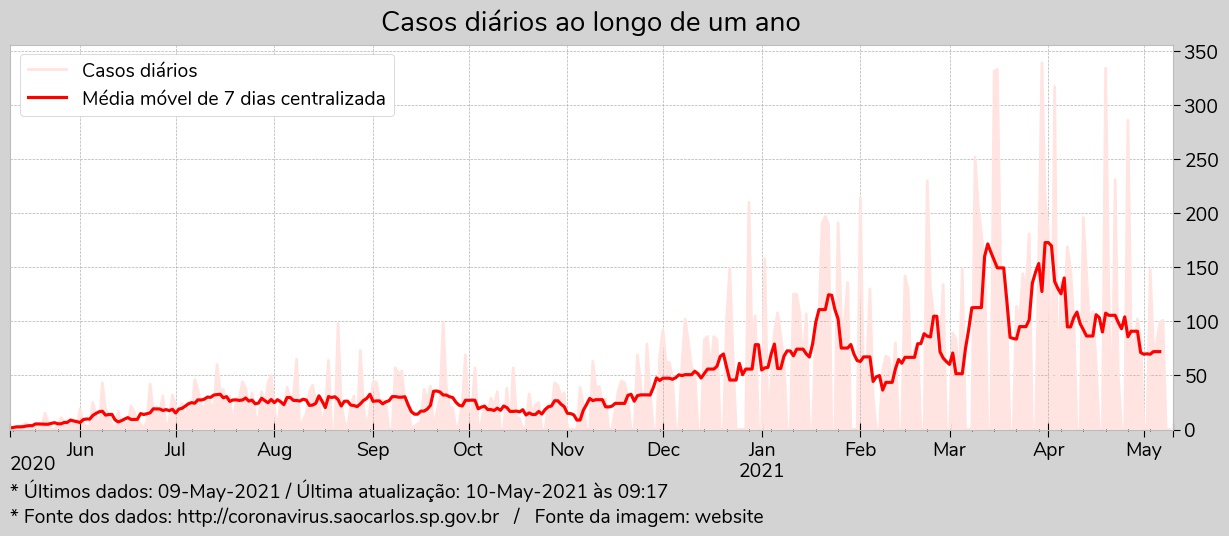 Casos diários ao longo de um ano
Casos diários
Média móvel de 7 dias centralizada
350
300
250
200
150
100
50
0
Jun Jul Aug Sep Oct Nov Dec Jan Feb Mar Apr May
2020 2021
* Últimos dados: 09-May-2021 / Última atualização: 10-May-2021 às 09:17
* Fonte dos dados: http://coronavirus.saocarlos.sp.gov.br / Fonte da imagem: website